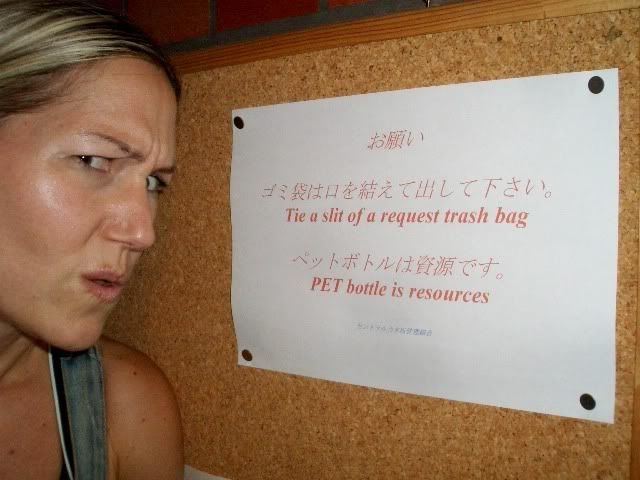 お願い
ゴミ袋は口を結えて出して下さい。
Tie a slit of a request trash bag
ペットボトルは資源です。
PET bottle is resources